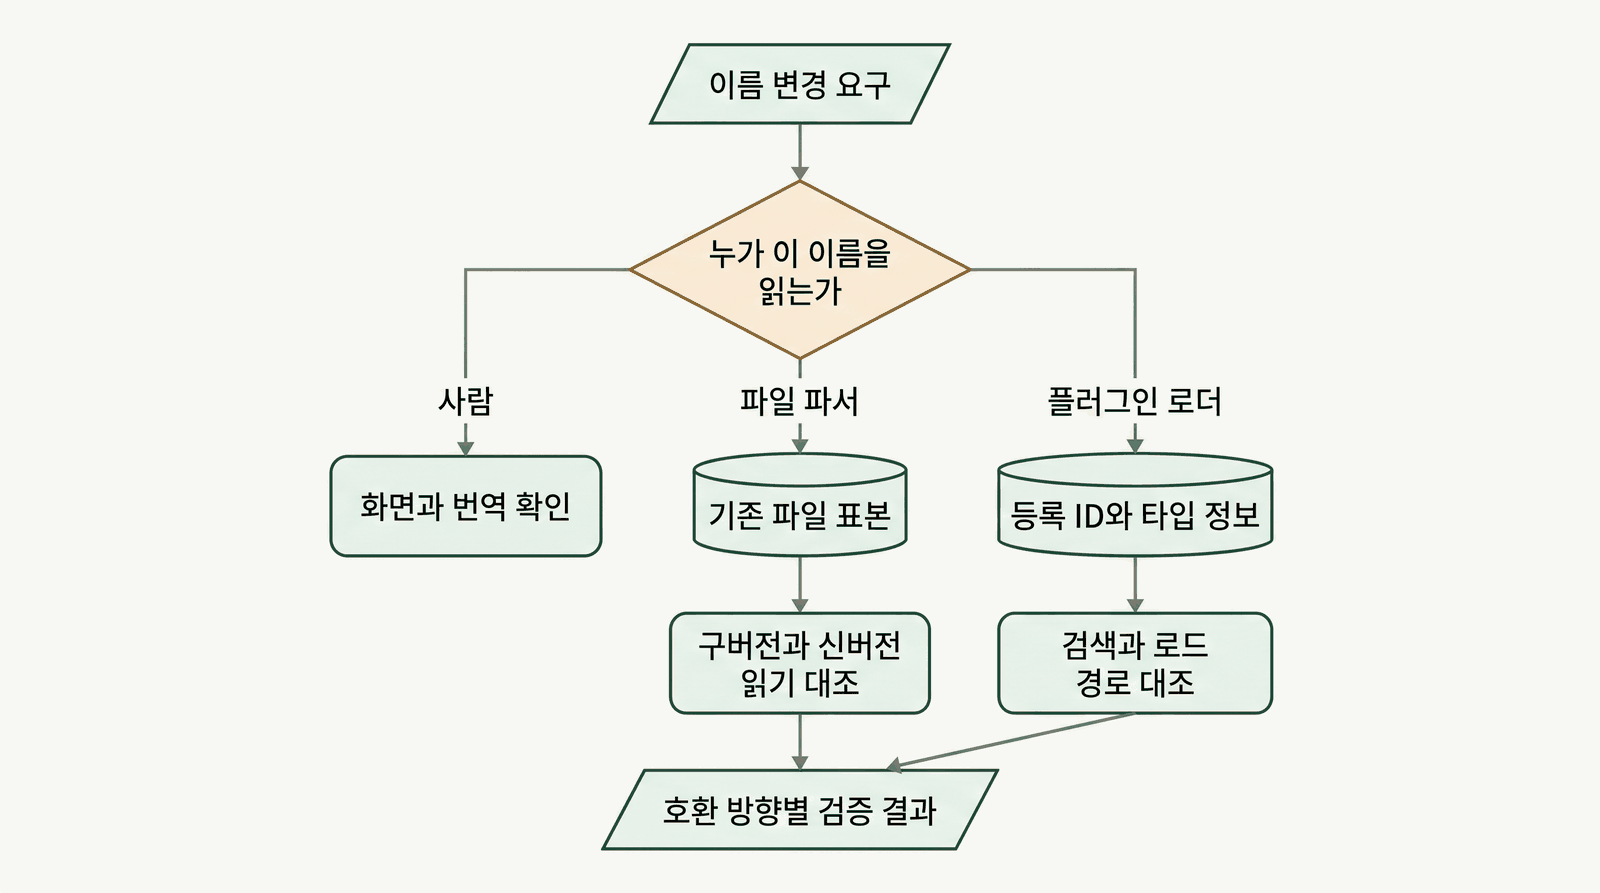 이름 변경 요구
누가 이 이름을
읽는가
사람
파일 파서
플러그인 로더
화면과 번역 확인
기존 파일 표본
등록 ID와 타입 정보
구버전과 신버전
읽기 대조
검색과 로드
경로 대조
호환 방향별 검증 결과